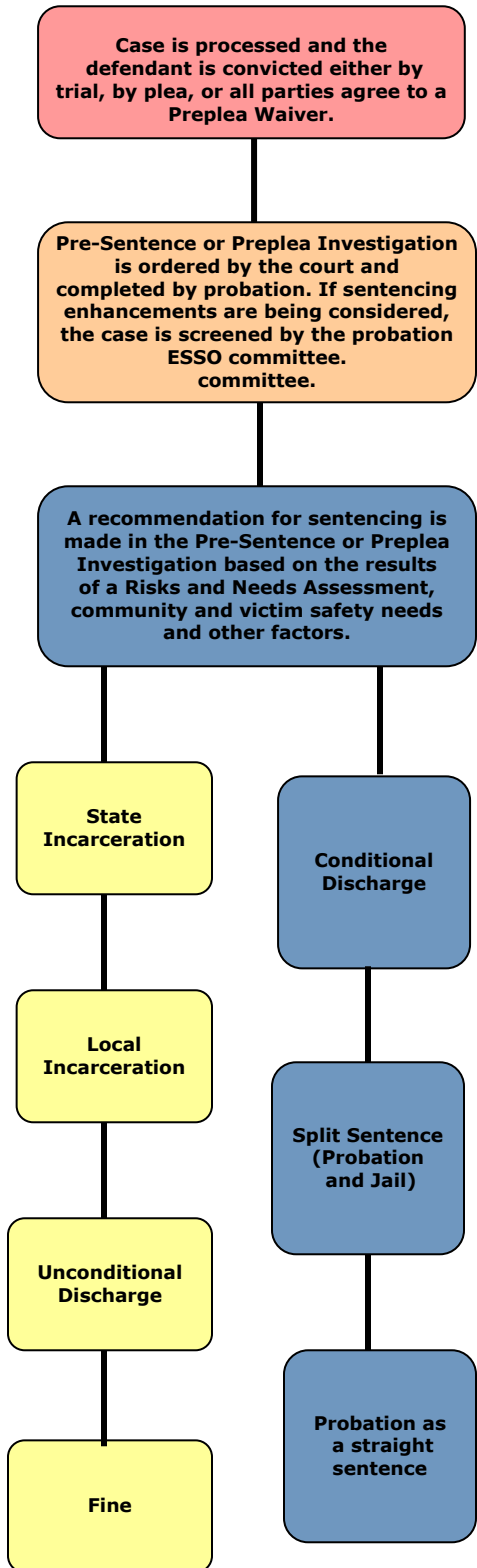 Case is processed and the
defendant is convicted either by
trial, by plea, or all parties agree to a
Preplea Waiver.
Pre-Sentence or Preplea Investigation
is ordered by the court and
completed by probation. If sentencing
enhancements are being considered,
the case is screened by the probation
ESSO committee.
committee.
A recommendation for sentencing is
made in the Pre-Sentence or Preplea
Investigation based on the results
of a Risks and Needs Assessment,
community and victim safety needs
and other factors.
State
Incarceration
Local
Incarceration
Unconditional
Discharge
Fine
Conditional
Discharge
Split Sentence
(Probation
and Jail)
Probation as
a straight
sentence